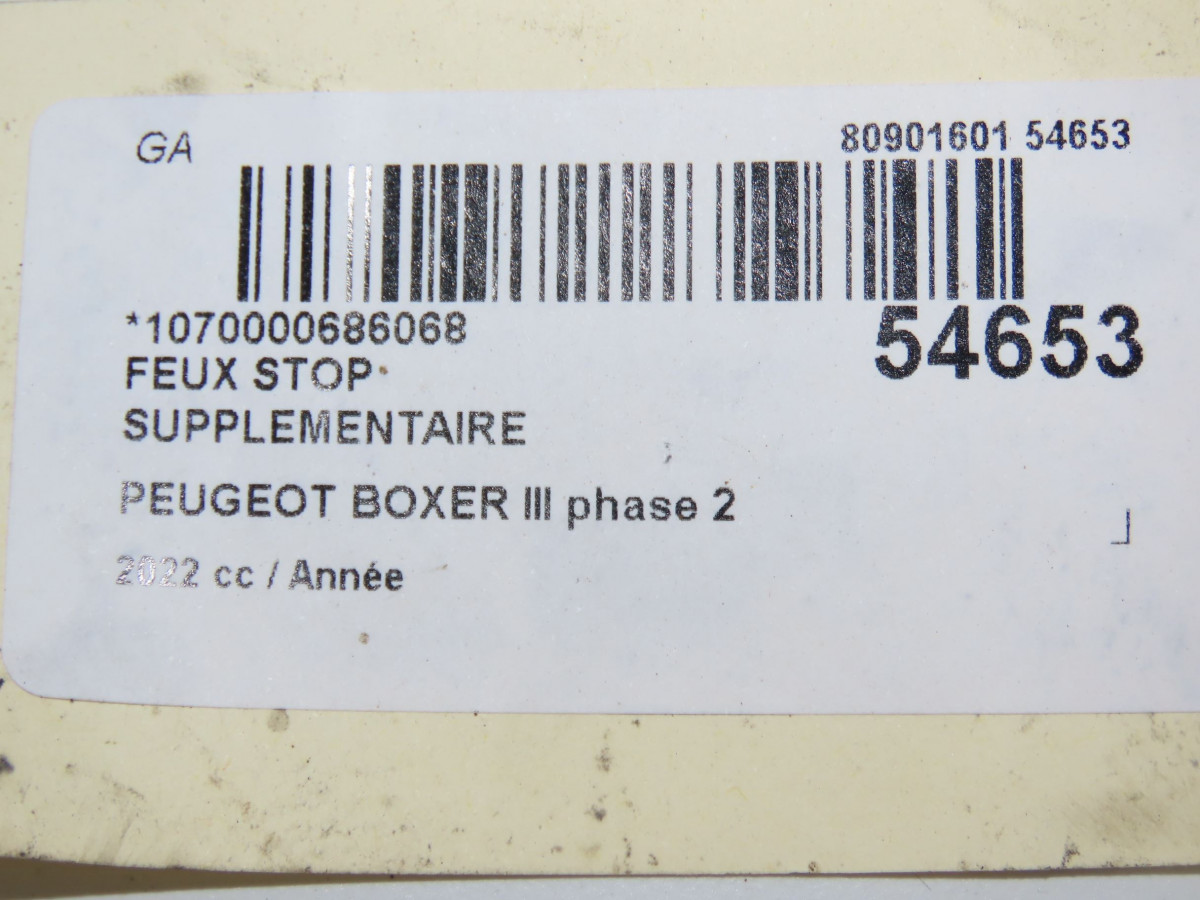 GA
80901601 54653
*1070000686068
54653
FEUX STOP
SUPPLEMENTAIRE
PEUGEOT BOXER III phase 2
2022 cc / Année